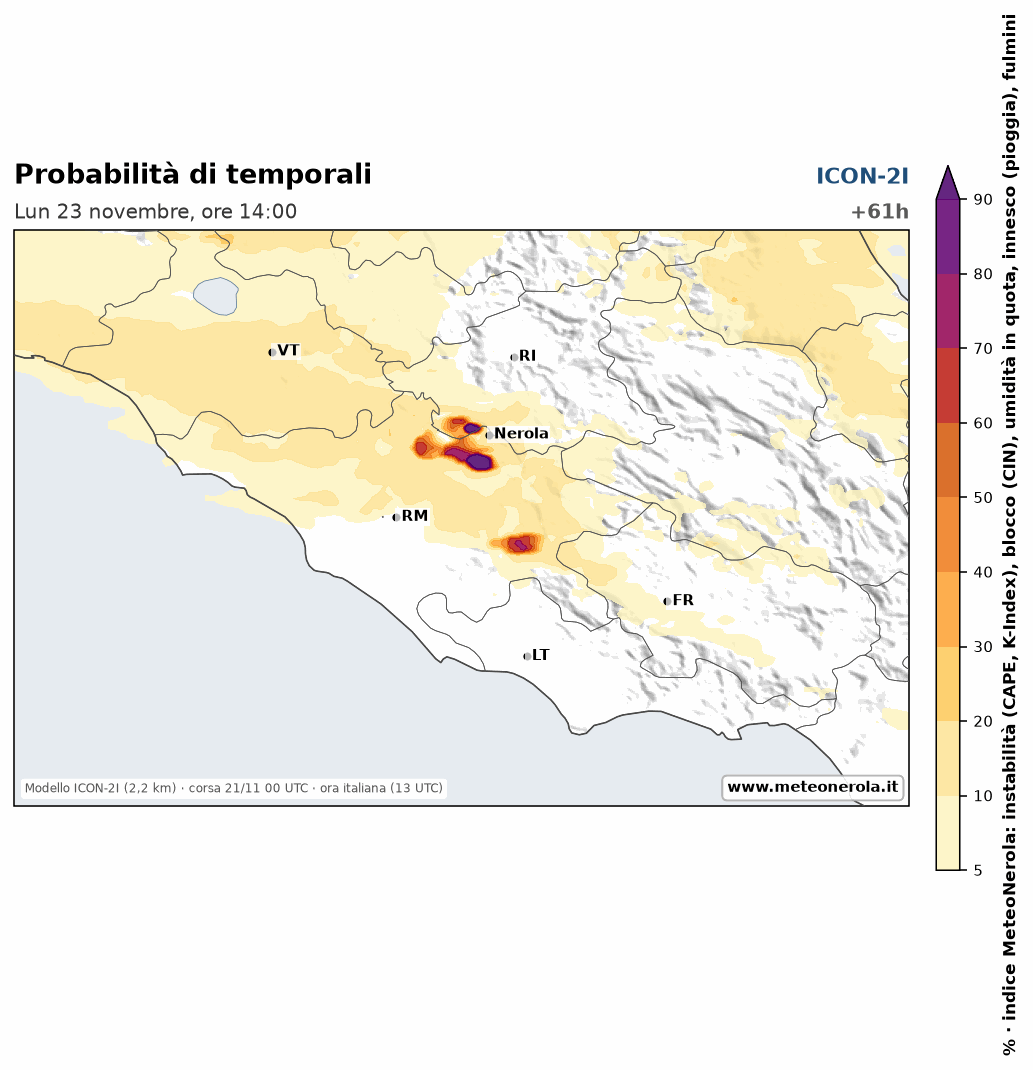 Probabilità di temporali
ICON-2I
Lun 23 novembre, ore 14:00
+61h
VT
RI
Nerola
RM
FR
LT
Modello ICON-2I (2,2 km) · corsa 21/11 00 UTC · ora italiana (13 UTC)
www.meteonerola.it
90
80
70
60
50
40
30
20
10
5
% · indice MeteoNerola: instabilità (CAPE, K-Index), blocco (CIN), umidità in quota, innesco (pioggia), fulmini